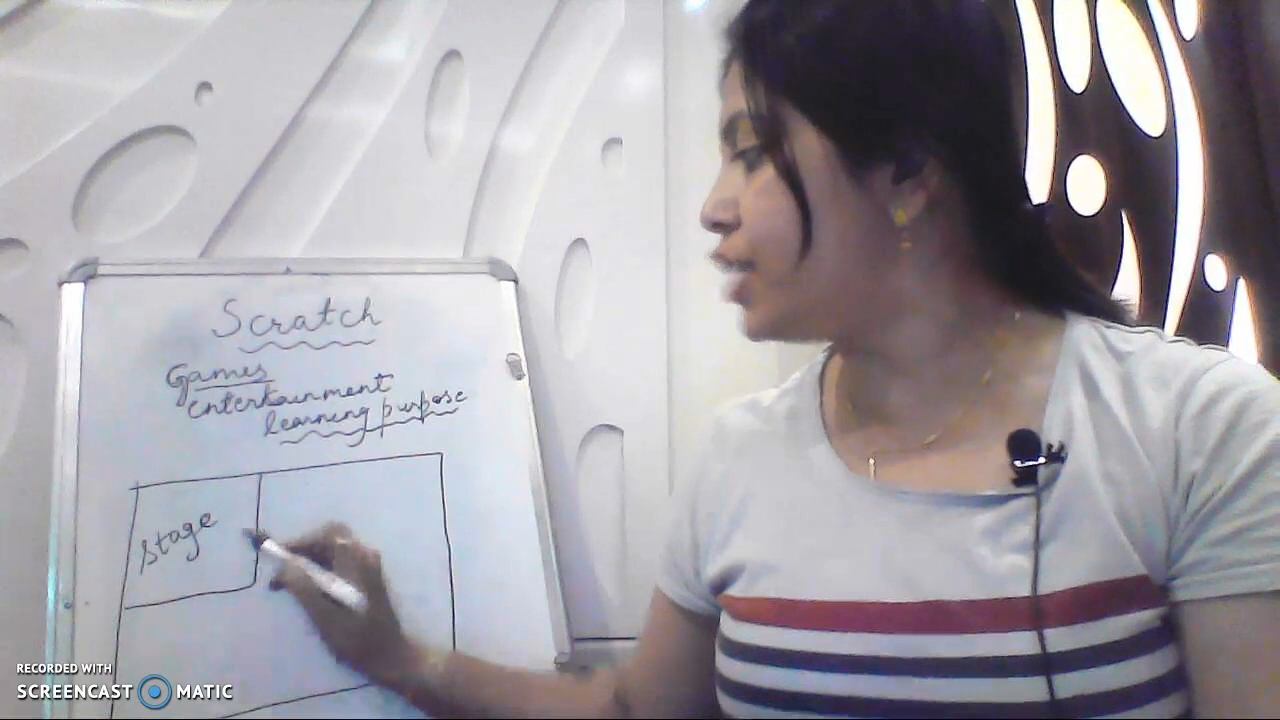 Scratch
Games
entertainment
learning purpose
Stage
RECORDED WITH
SCREENCAST MATIC